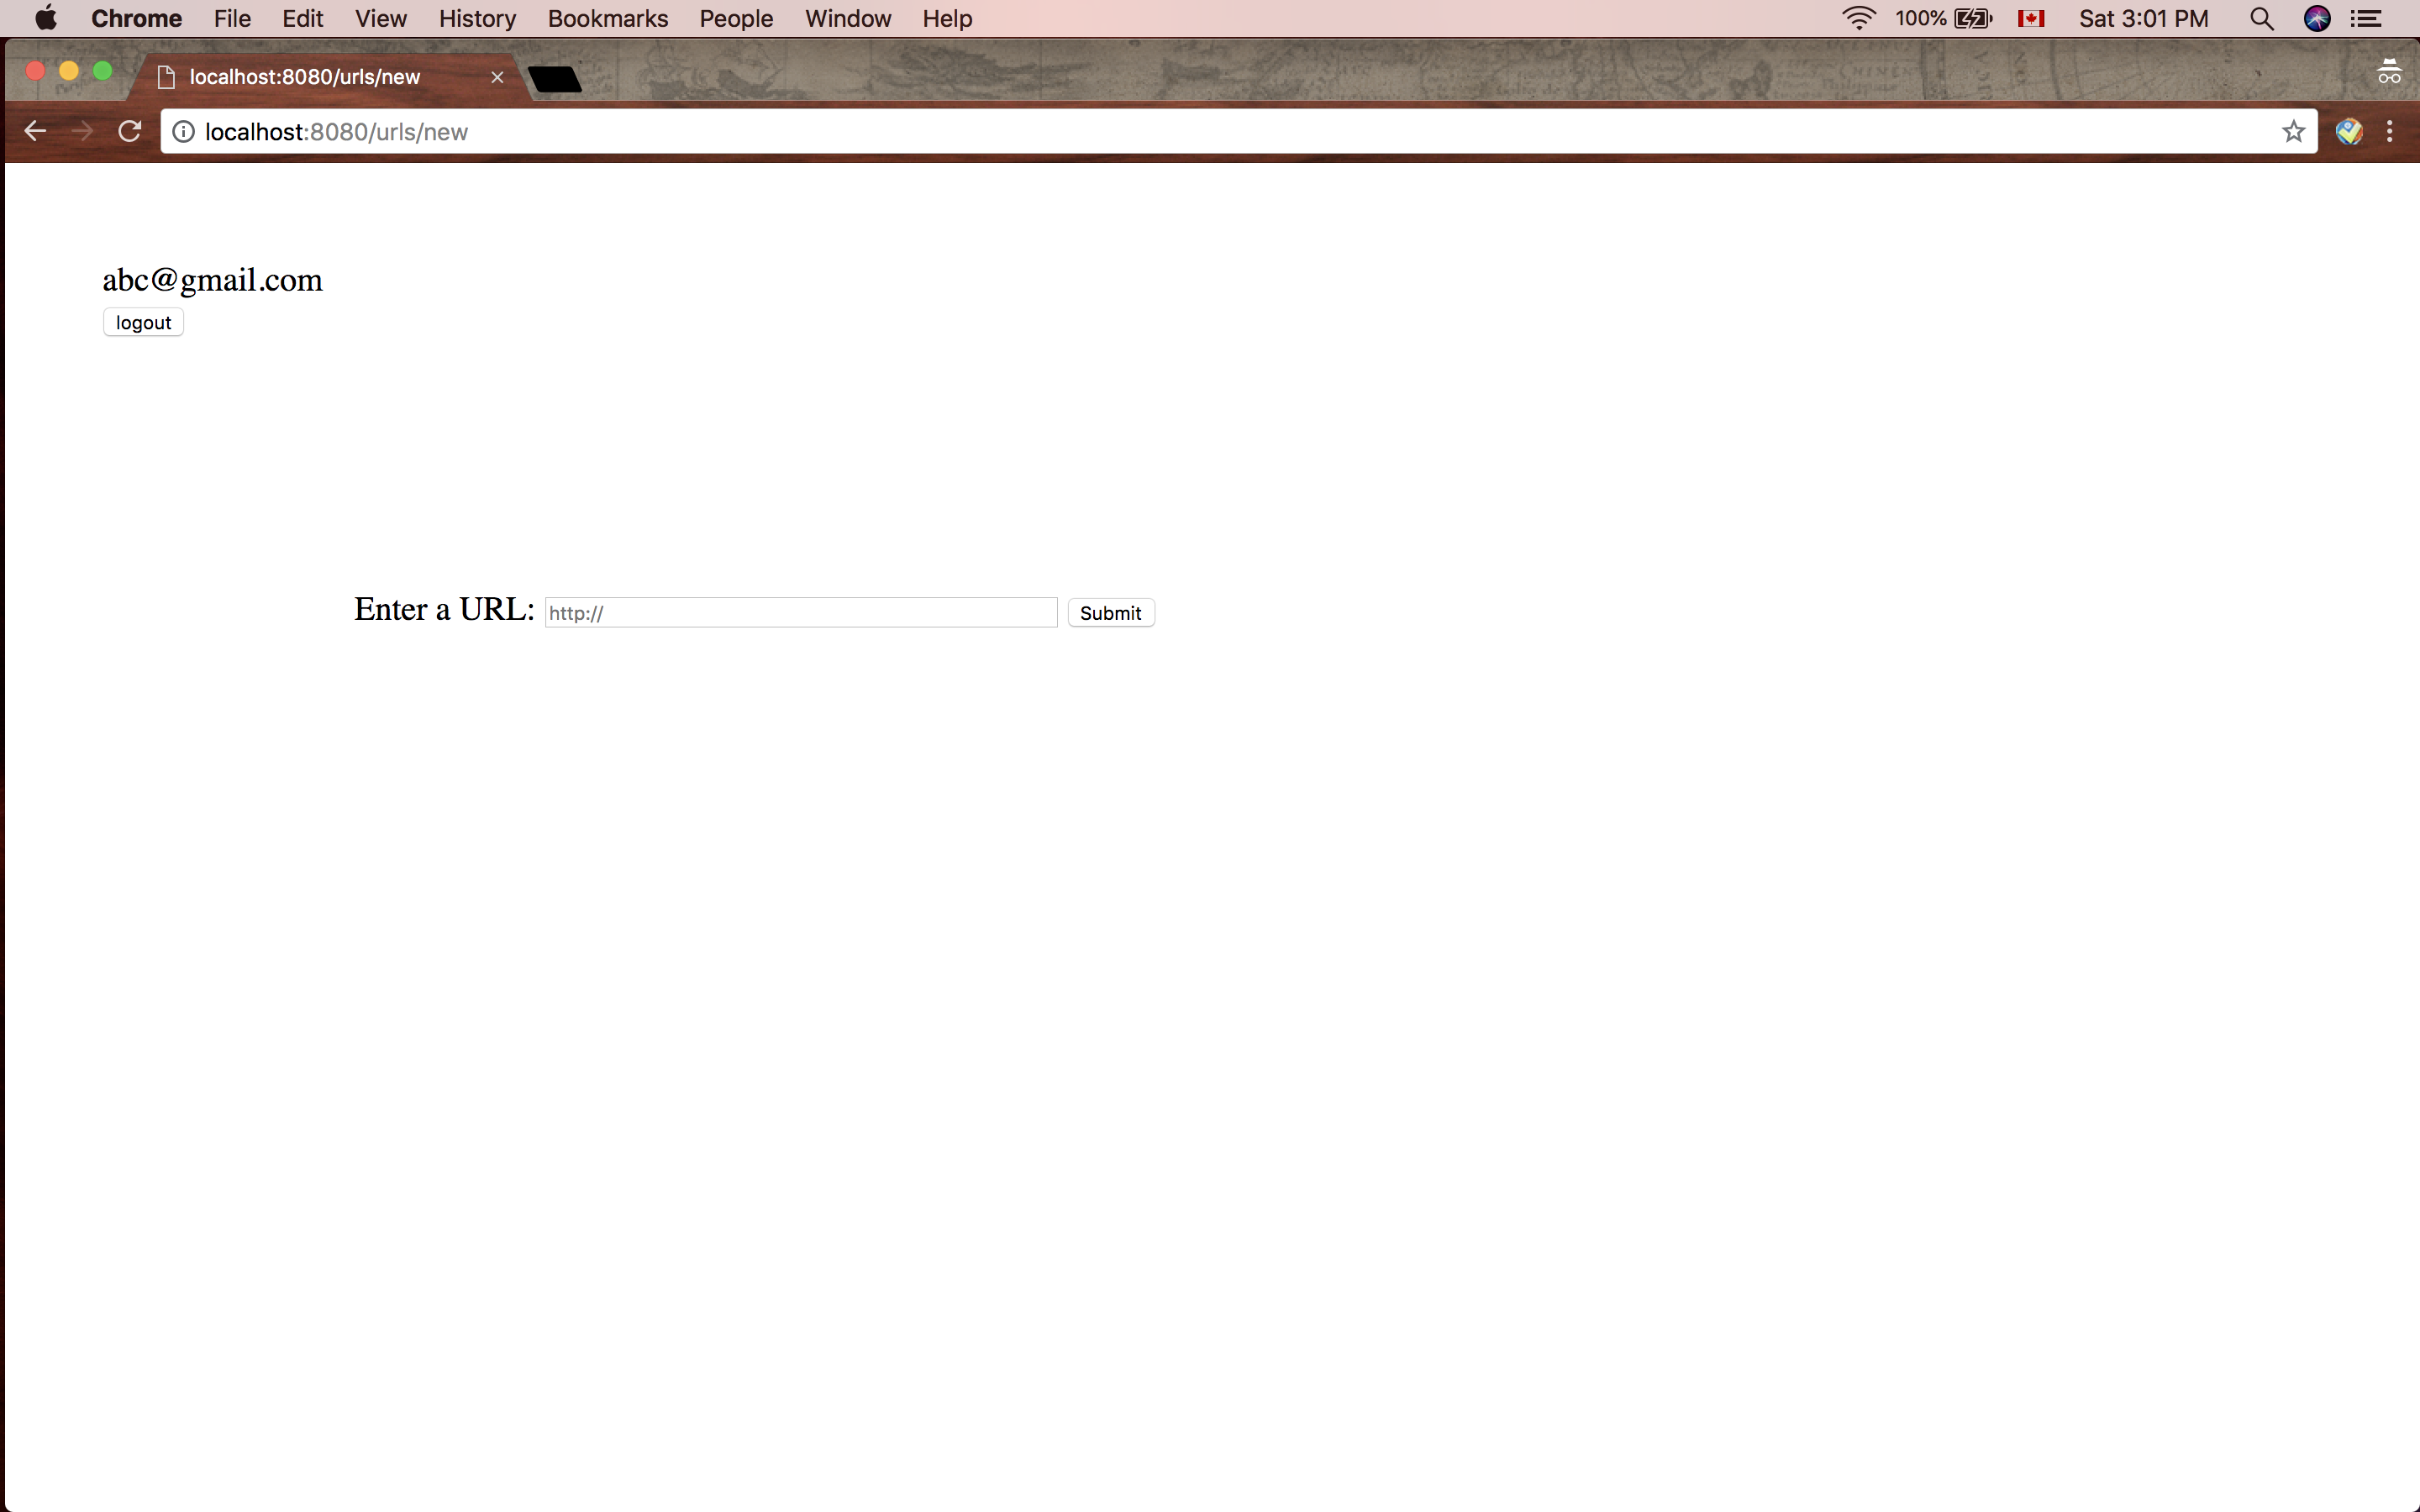 Chrome File Edit View History Bookmarks People Window Help 100% Sat 3:01 PM
localhost:8080/urls/new
localhost:8080/urls/new
abc@gmail.com
logout
Enter a URL: http:// Submit